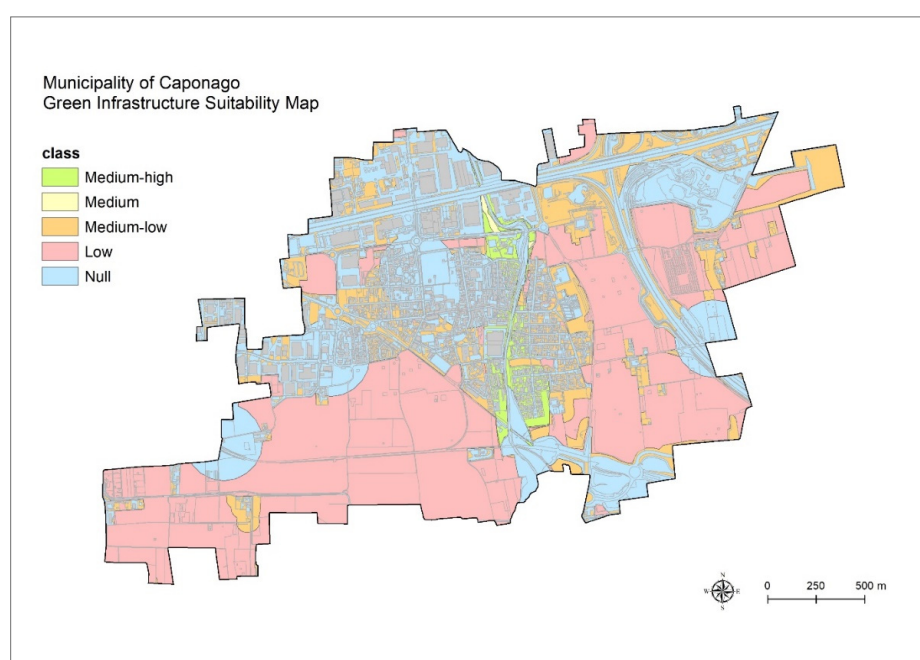 Municipality of Caponago
Green Infrastructure Suitability Map
class
Medium-high
Medium
Medium-low
Low
Null
N
W E
S
0 250 500 m